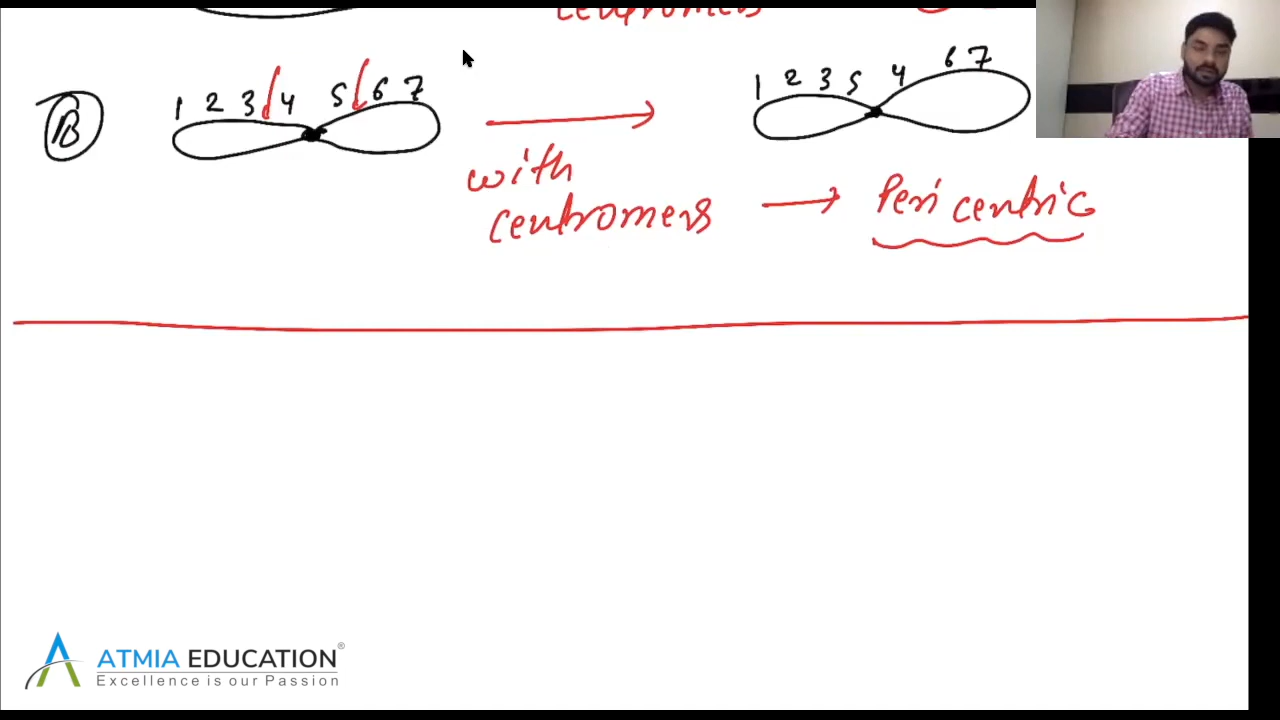 B
1 2 3 4 5 6 7
1 2 3 5 4 6 7
with
centromers
Pericentric
ATMIA EDUCATION®
Excellence is our Passion